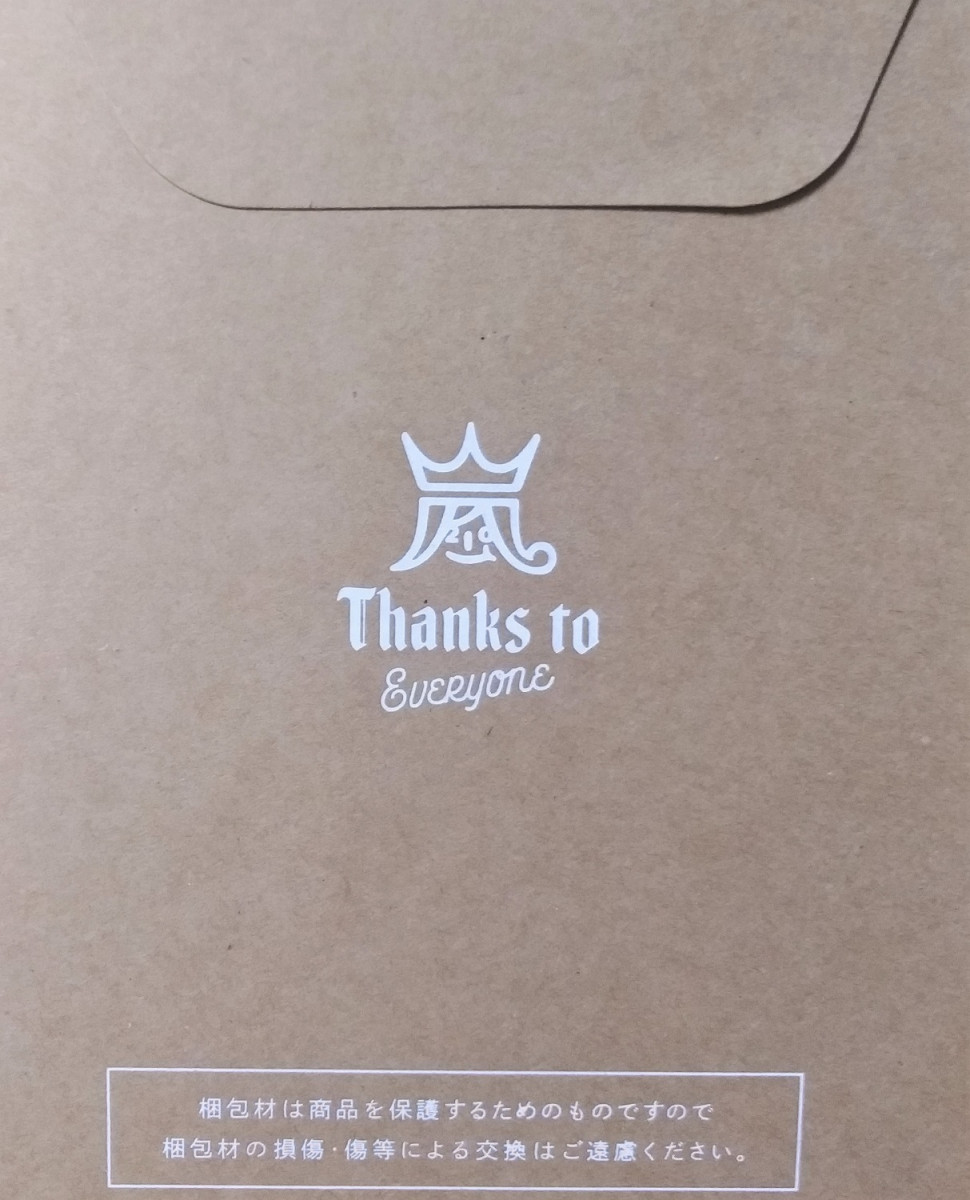 Thanks to
EVERYONE
梱包材は商品を保護するためのものですので
梱包材の損傷·傷等による交換はご遠慮ください。